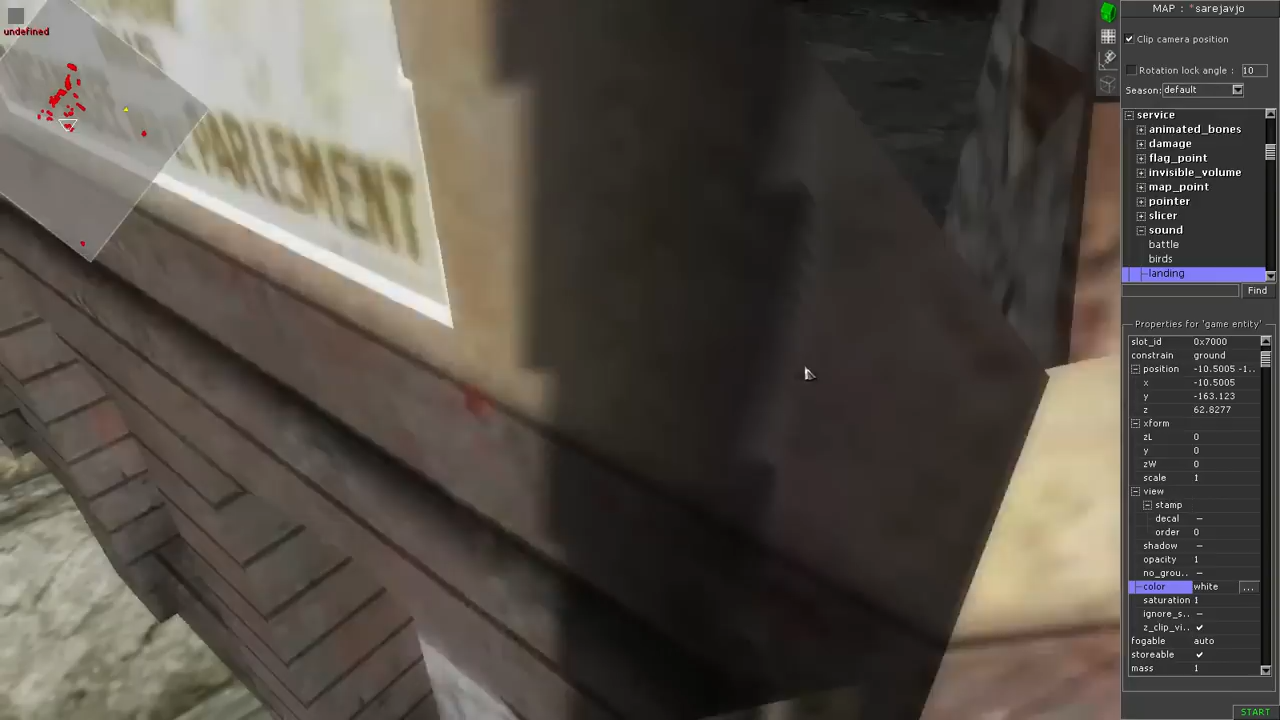 undefined
PARLEMENT
MAP : *sarejavjo
Clip camera position
Rotation lock angle : 10
Season: default
service
animated_bones
damage
flag_point
invisible_volume
map_point
pointer
slicer
sound
battle
birds
landing
Find
Properties for 'game entity'
slot_id 0x7000
constrain ground
position -10.5005 -1...
x -10.5005
y -163.123
z 62.8277
xform
zL 0
y 0
zW 0
scale 1
view
stamp
decal —
order 0
shadow —
opacity 1
no_grou.. —
color white ...
saturation 1
ignore_s.. —
z_clip_vi..
fogable auto
storeable
mass 1
START